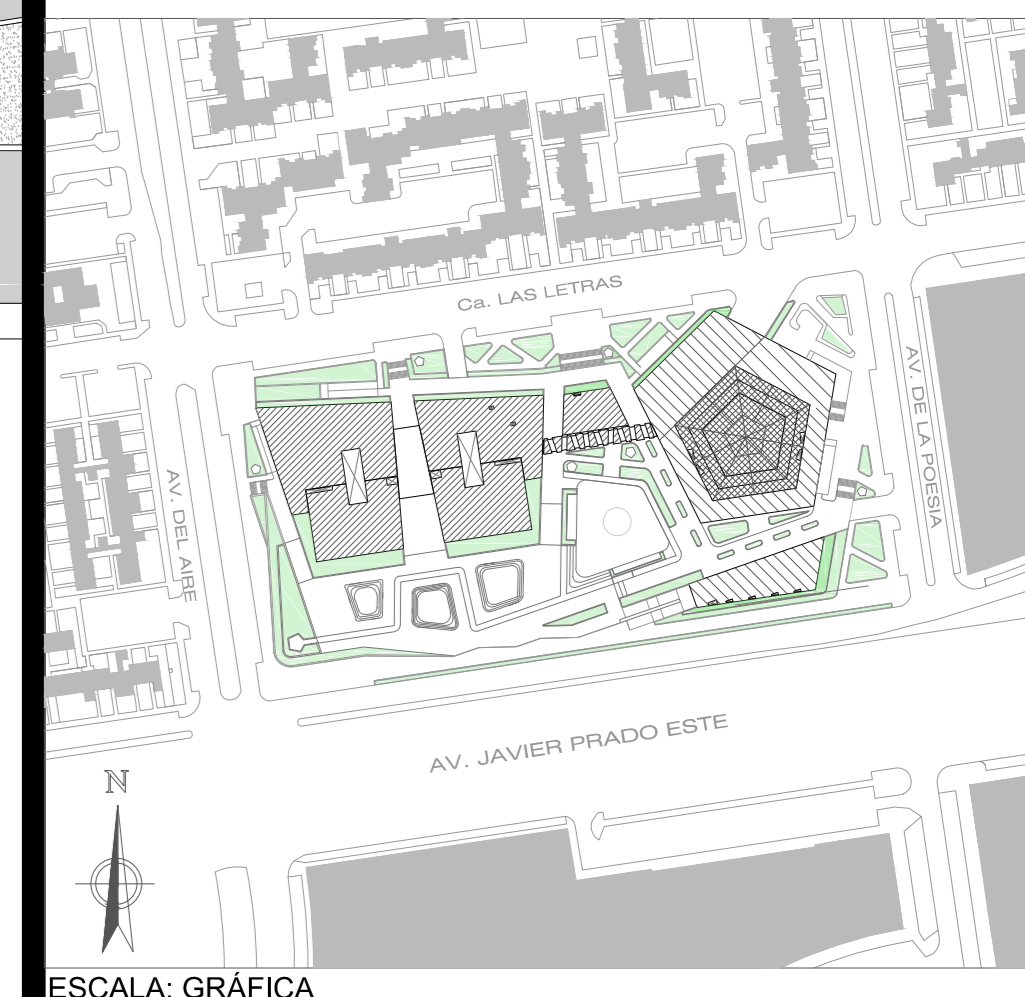 Ca. LAS LETRAS
AV. DE LA POESIA
AV. DEL AIRE
AV. JAVIER PRADO ESTE
N
ESCALA: GRÁFICA